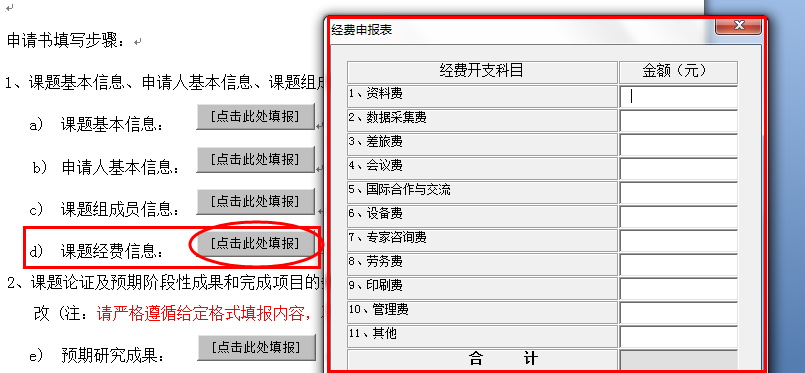 申请书填写步骤：
1、课题基本信息、申请人基本信息、课题组成
a) 课题基本信息： [点击此处填报]
b) 申请人基本信息： [点击此处填报]
c) 课题组成员信息： [点击此处填报]
d) 课题经费信息： [点击此处填报]
2、课题论证及预期阶段性成果和完成项目的
改（注：请严格遵循给定格式填报内容，
e) 预期研究成果： [点击此处填报]
经费申报表
经费开支科目 金额（元）
1、资料费
2、数据采集费
3、差旅费
4、会议费
5、国际合作与交流
6、设备费
7、专家咨询费
8、劳务费
9、印刷费
10、管理费
11、其他
合 计